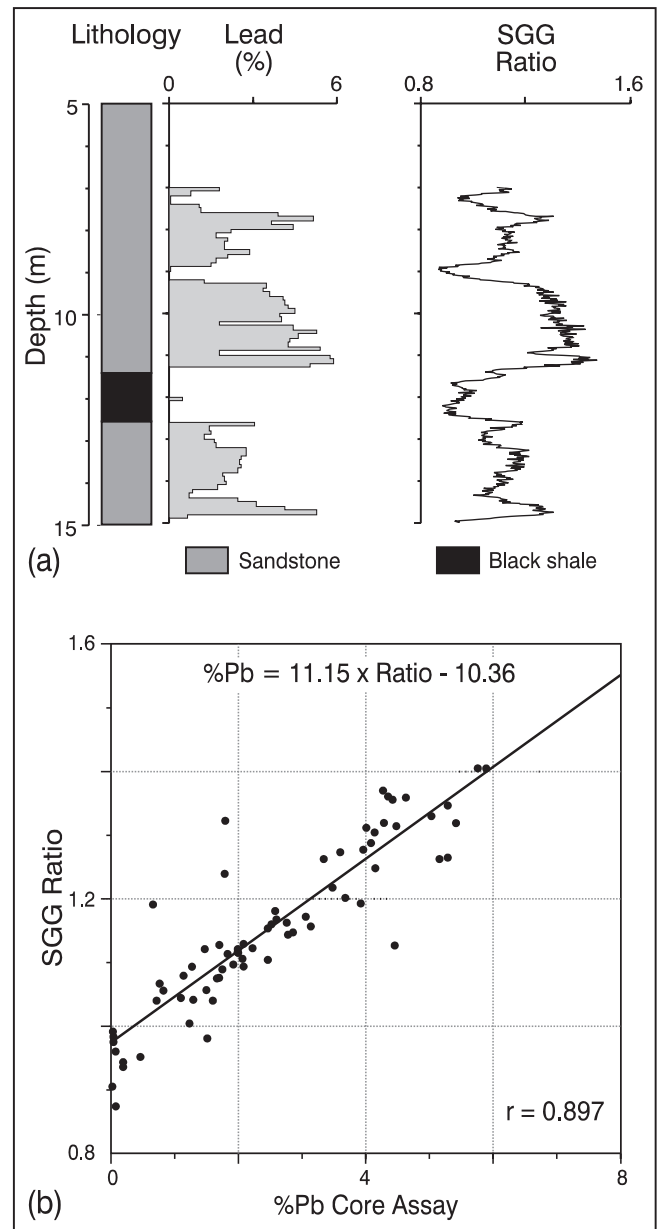 Lithology Lead SGG
(%) Ratio
0 6 0.8 1.6
5
Depth (m)
10
15
(a) Sandstone Black shale
1.6
%Pb = 11.15 x Ratio - 10.36
SGG Ratio
1.2
r = 0.897
0.8
0 2 4 6 8
(b) %Pb Core Assay